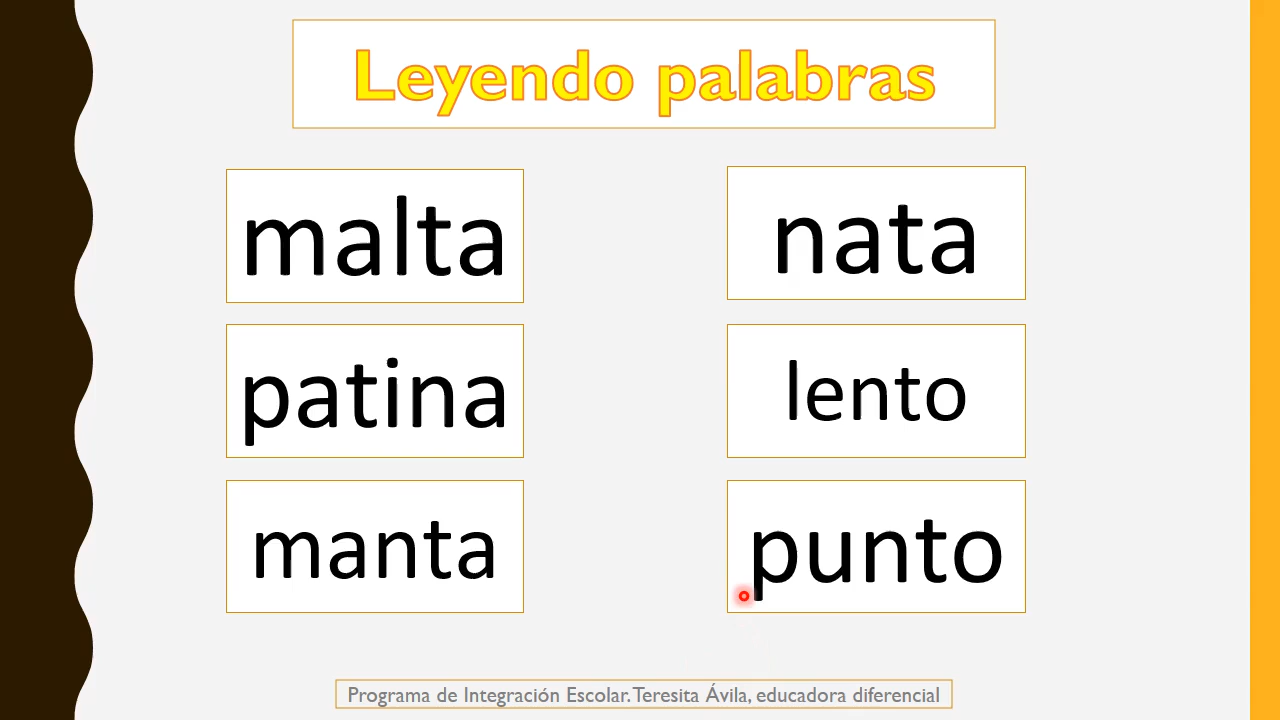 Leyendo palabras
malta
nata
patina
lento
manta
punto
Programa de Integración Escolar. Teresita Ávila, educadora diferencial